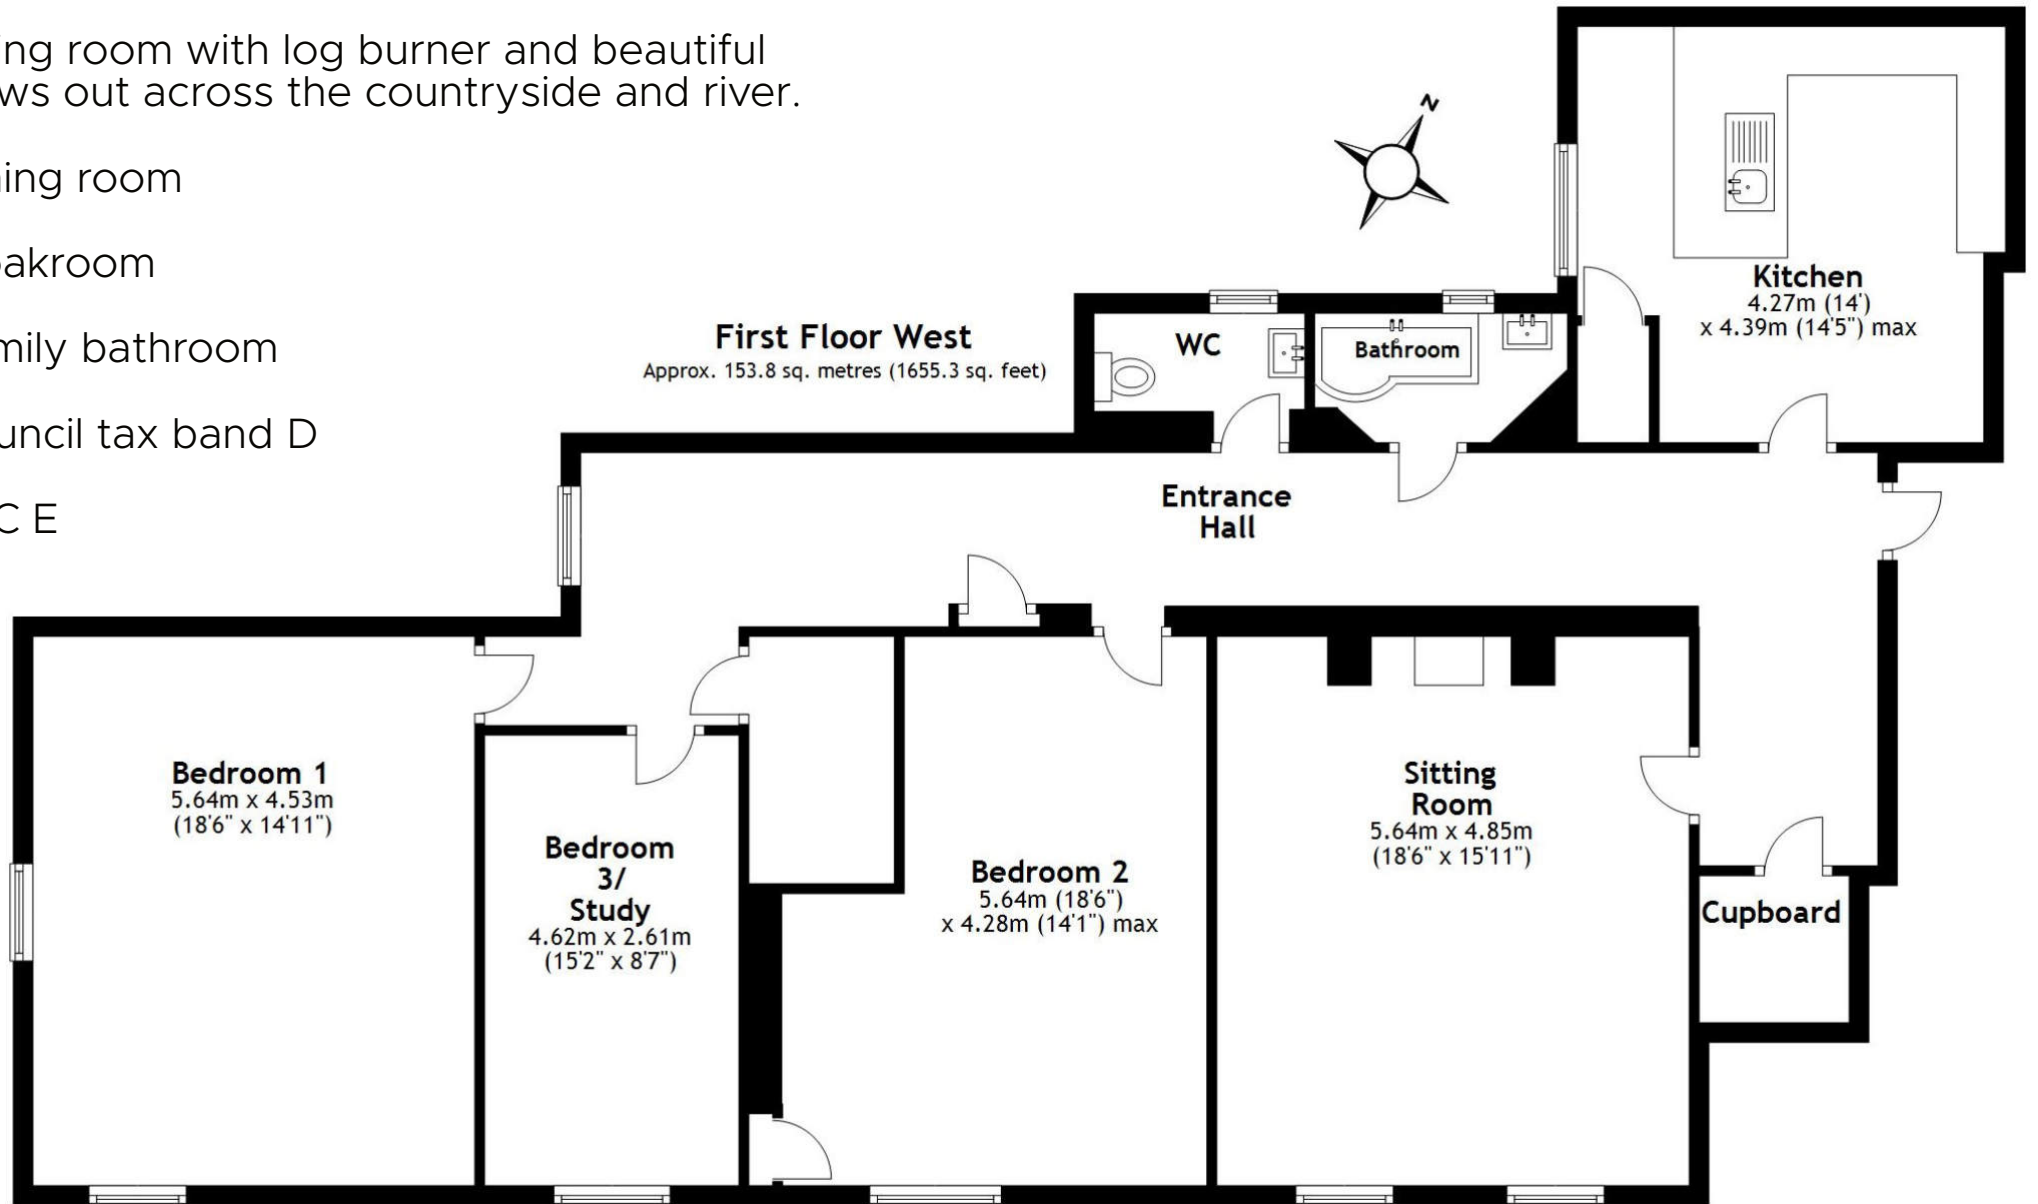 ing room with log burner and beautiful
ws out across the countryside and river.
ing room
akroom
mily bathroom
uncil tax band D
C E
N
First Floor West
Approx. 153.8 sq. metres (1655.3 sq. feet)
WC
Bathroom
Kitchen
4.27m (14')
x 4.39m (14'5") max
Entrance
Hall
Bedroom 1
5.64m x 4.53m
(18'6" x 14'11")
Bedroom
3/
Study
4.62m x 2.61m
(15'2" x 8'7")
Bedroom 2
5.64m (18'6")
x 4.28m (14'1") max
Sitting
Room
5.64m x 4.85m
(18'6" x 15'11")
Cupboard